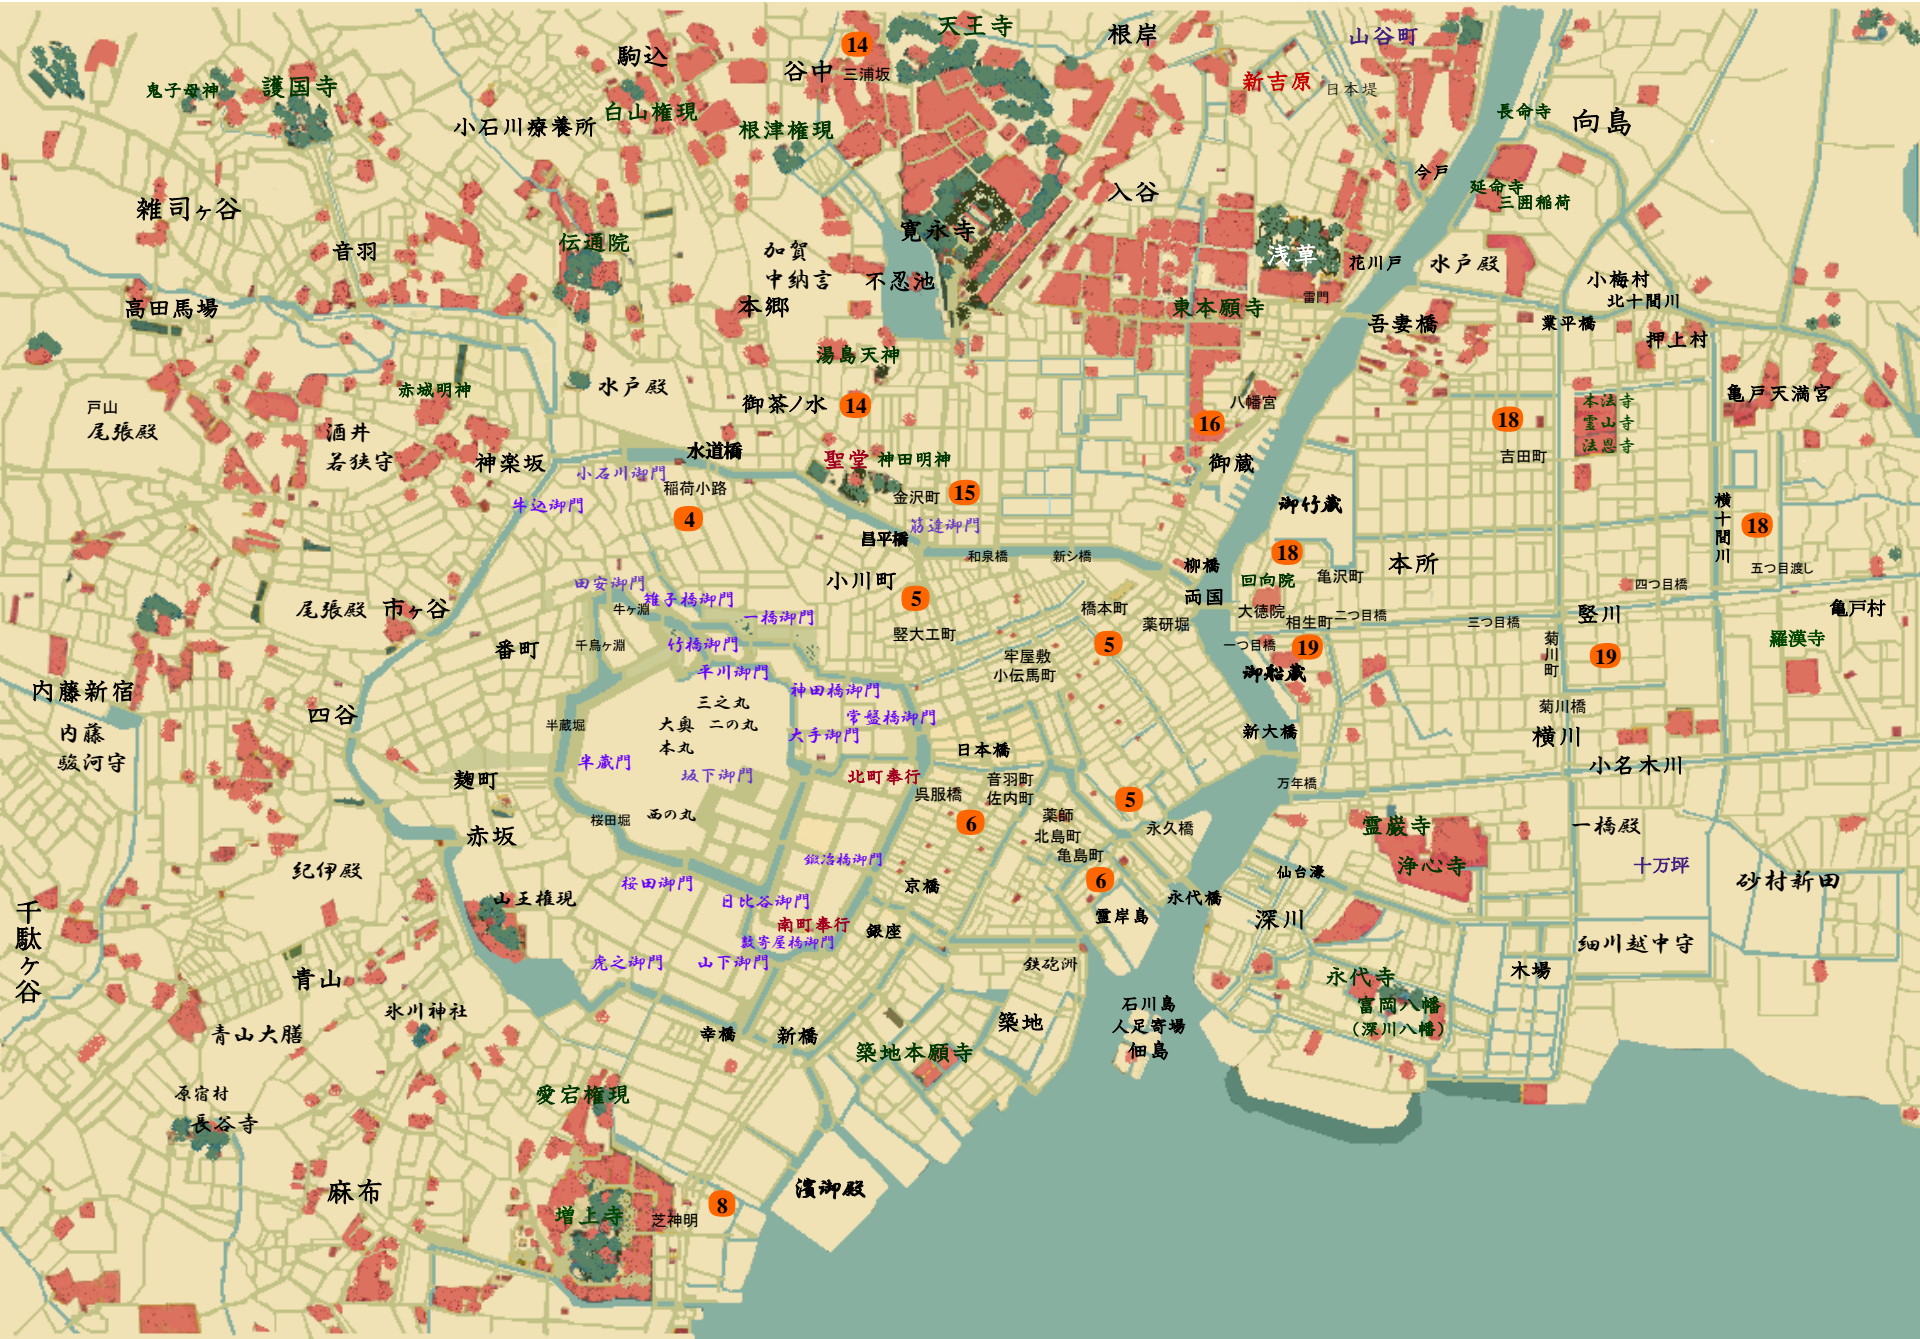 天王寺
根岸
山谷町
14
駒込
谷中
三浦坂
新吉原
日本堤
鬼子母神
護国寺
白山権現
小石川療養所
根津権現
長命寺
向島
今戸
延命寺
三囲稲荷
入谷
雑司ヶ谷
音羽
伝通院
寛永寺
浅草
花川戸
水戸殿
加賀
中納言
不忍池
小梅村
北十間川
高田馬場
本郷
東本願寺
雷門
吾妻橋
業平橋
押上村
湯島天神
赤城明神
水戸殿
御茶ノ水
14
八幡宮
16
18
本法寺
霊山寺
法恩寺
亀戸天満宮
戸山
尾張殿
酒井
若狭守
神楽坂
水道橋
聖堂
神田明神
御蔵
吉田町
小石川御門
稲荷小路
牛込御門
4
金沢町
15
筋違御門
昌平橋
御竹蔵
横十間川
18
和泉橋
新シ橋
柳橋
18
本所
回向院
亀沢町
五つ目渡し
四つ目橋
小川町
5
田安御門
雉子橋御門
牛ヶ淵
一橋御門
尾張殿
市ヶ谷
両国
大徳院
相生町
二つ目橋
三つ目橋
竪川
亀戸村
橋本町
薬研堀
竪大工町
5
一つ目橋
19
菊川町
19
羅漢寺
番町
千鳥ヶ淵
竹橋御門
平川御門
牢屋敷
小伝馬町
御船蔵
神田橋御門
内藤新宿
内藤
駿河守
四谷
三之丸
大奥
二の丸
本丸
常盤橋御門
大手御門
半蔵堀
半蔵門
日本橋
新大橋
菊川橋
横川
小名木川
麹町
坂下御門
北町奉行
音羽町
佐内町
呉服橋
万年橋
桜田堀
西の丸
6
薬師
北島町
亀島町
5
永久橋
赤坂
霊巌寺
浄心寺
一橋殿
十万坪
砂村新田
紀伊殿
鍛冶橋御門
桜田御門
京橋
6
仙台濠
日比谷御門
南町奉行
数寄屋橋御門
銀座
霊岸島
永代橋
深川
山王権現
千駄ヶ谷
虎之御門
山下御門
鉄砲洲
細川越中守
木場
青山
永代寺
富岡八幡
(深川八幡)
氷川神社
青山大膳
幸橋
新橋
築地
石川島
人足寄場
佃島
築地本願寺
原宿村
長谷寺
愛宕権現
麻布
濱御殿
増上寺
芝神明
8